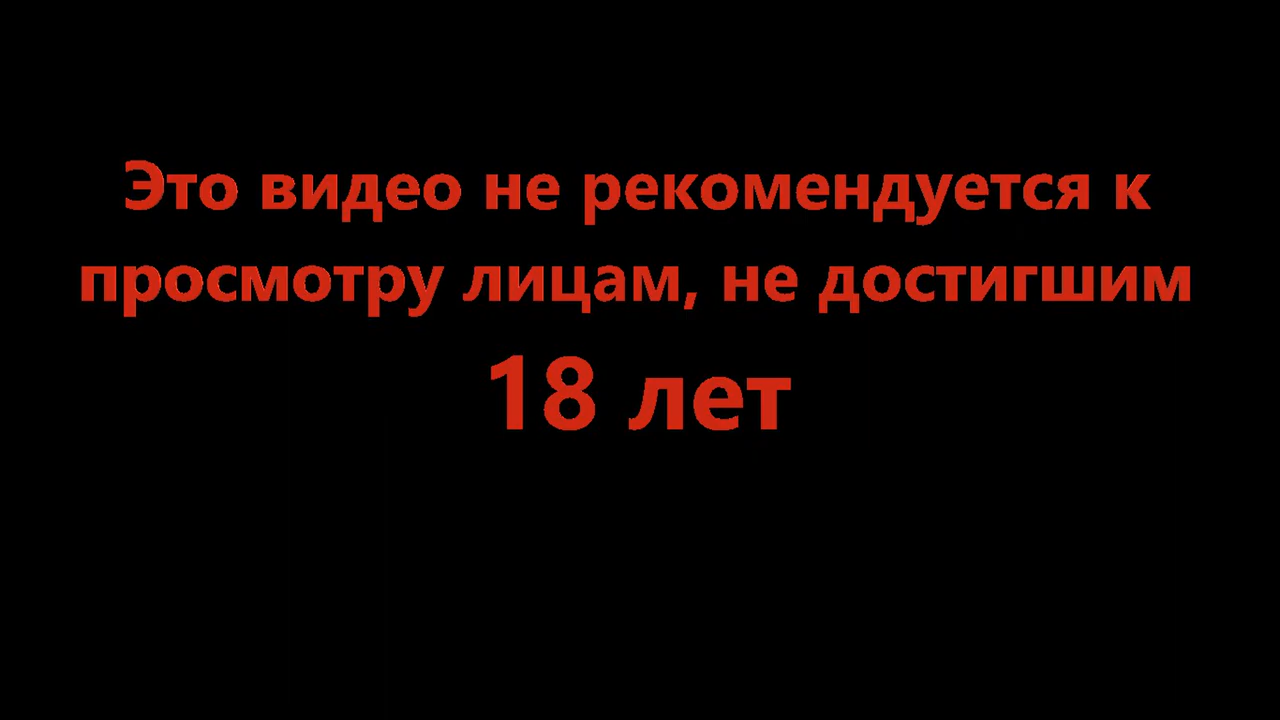 Это видео не рекомендуется к
просмотру лицам, не достигшим
18 лет